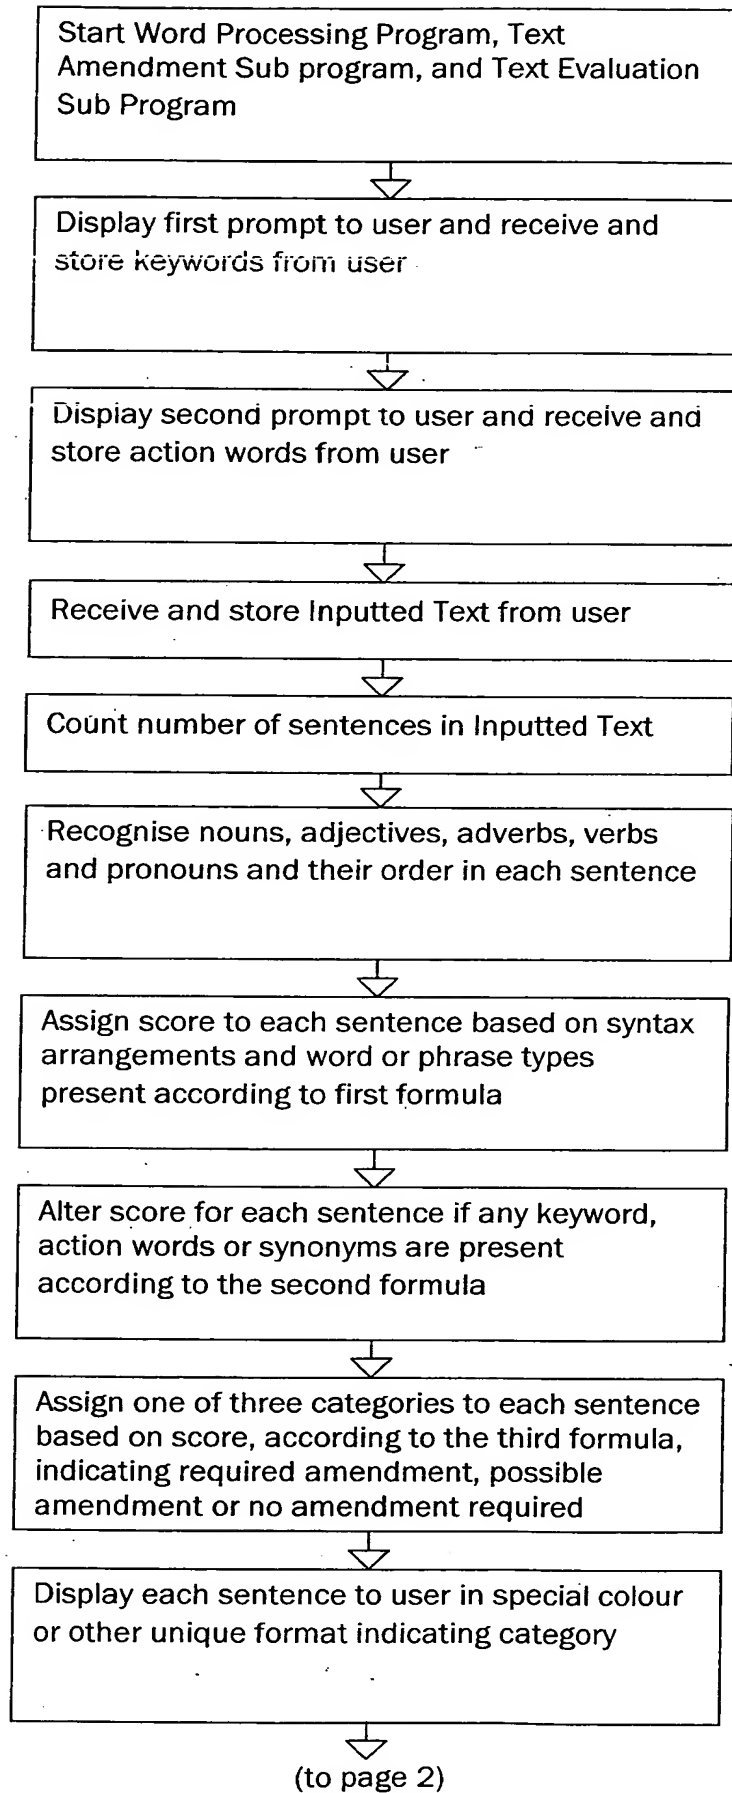 Start Word Processing Program, Text
Amendment Sub program, and Text Evaluation
Sub Program
Display first prompt to user and receive and
store keywords from user
Display second prompt to user and receive and
store action words from user
Receive and store Inputted Text from user
Count number of sentences in Inputted Text
Recognise nouns, adjectives, adverbs, verbs
and pronouns and their order in each sentence
Assign score to each sentence based on syntax
arrangements and word or phrase types
present according to first formula
Alter score for each sentence if any keyword,
action words or synonyms are present
according to the second formula
Assign one of three categories to each sentence
based on score, according to the third formula,
indicating required amendment, possible
amendment or no amendment required
Display each sentence to user in special colour
or other unique format indicating category
(to page 2)